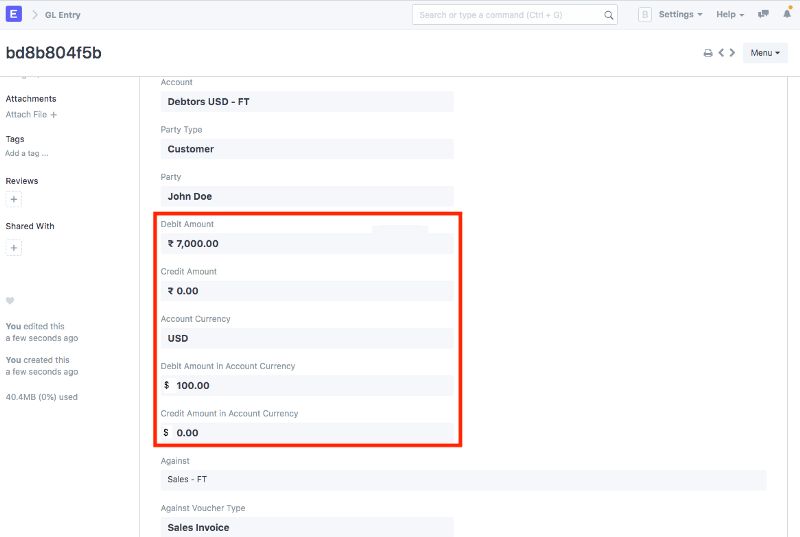 E
GL Entry
Search or type a command (Ctrl + G)
B
Settings
Help
bd8b804f5b
Menu
Attachments
Attach File +
Tags
Add a tag ...
Reviews
+
Shared With
+
You edited this
a few seconds ago
You created this
a few seconds ago
40.4MB (0%) used
Account
Debtors USD - FT
Party Type
Customer
Party
John Doe
Debit Amount
₹ 7,000.00
Credit Amount
₹ 0.00
Account Currency
USD
Debit Amount in Account Currency
$ 100.00
Credit Amount in Account Currency
$ 0.00
Against
Sales - FT
Against Voucher Type
Sales Invoice